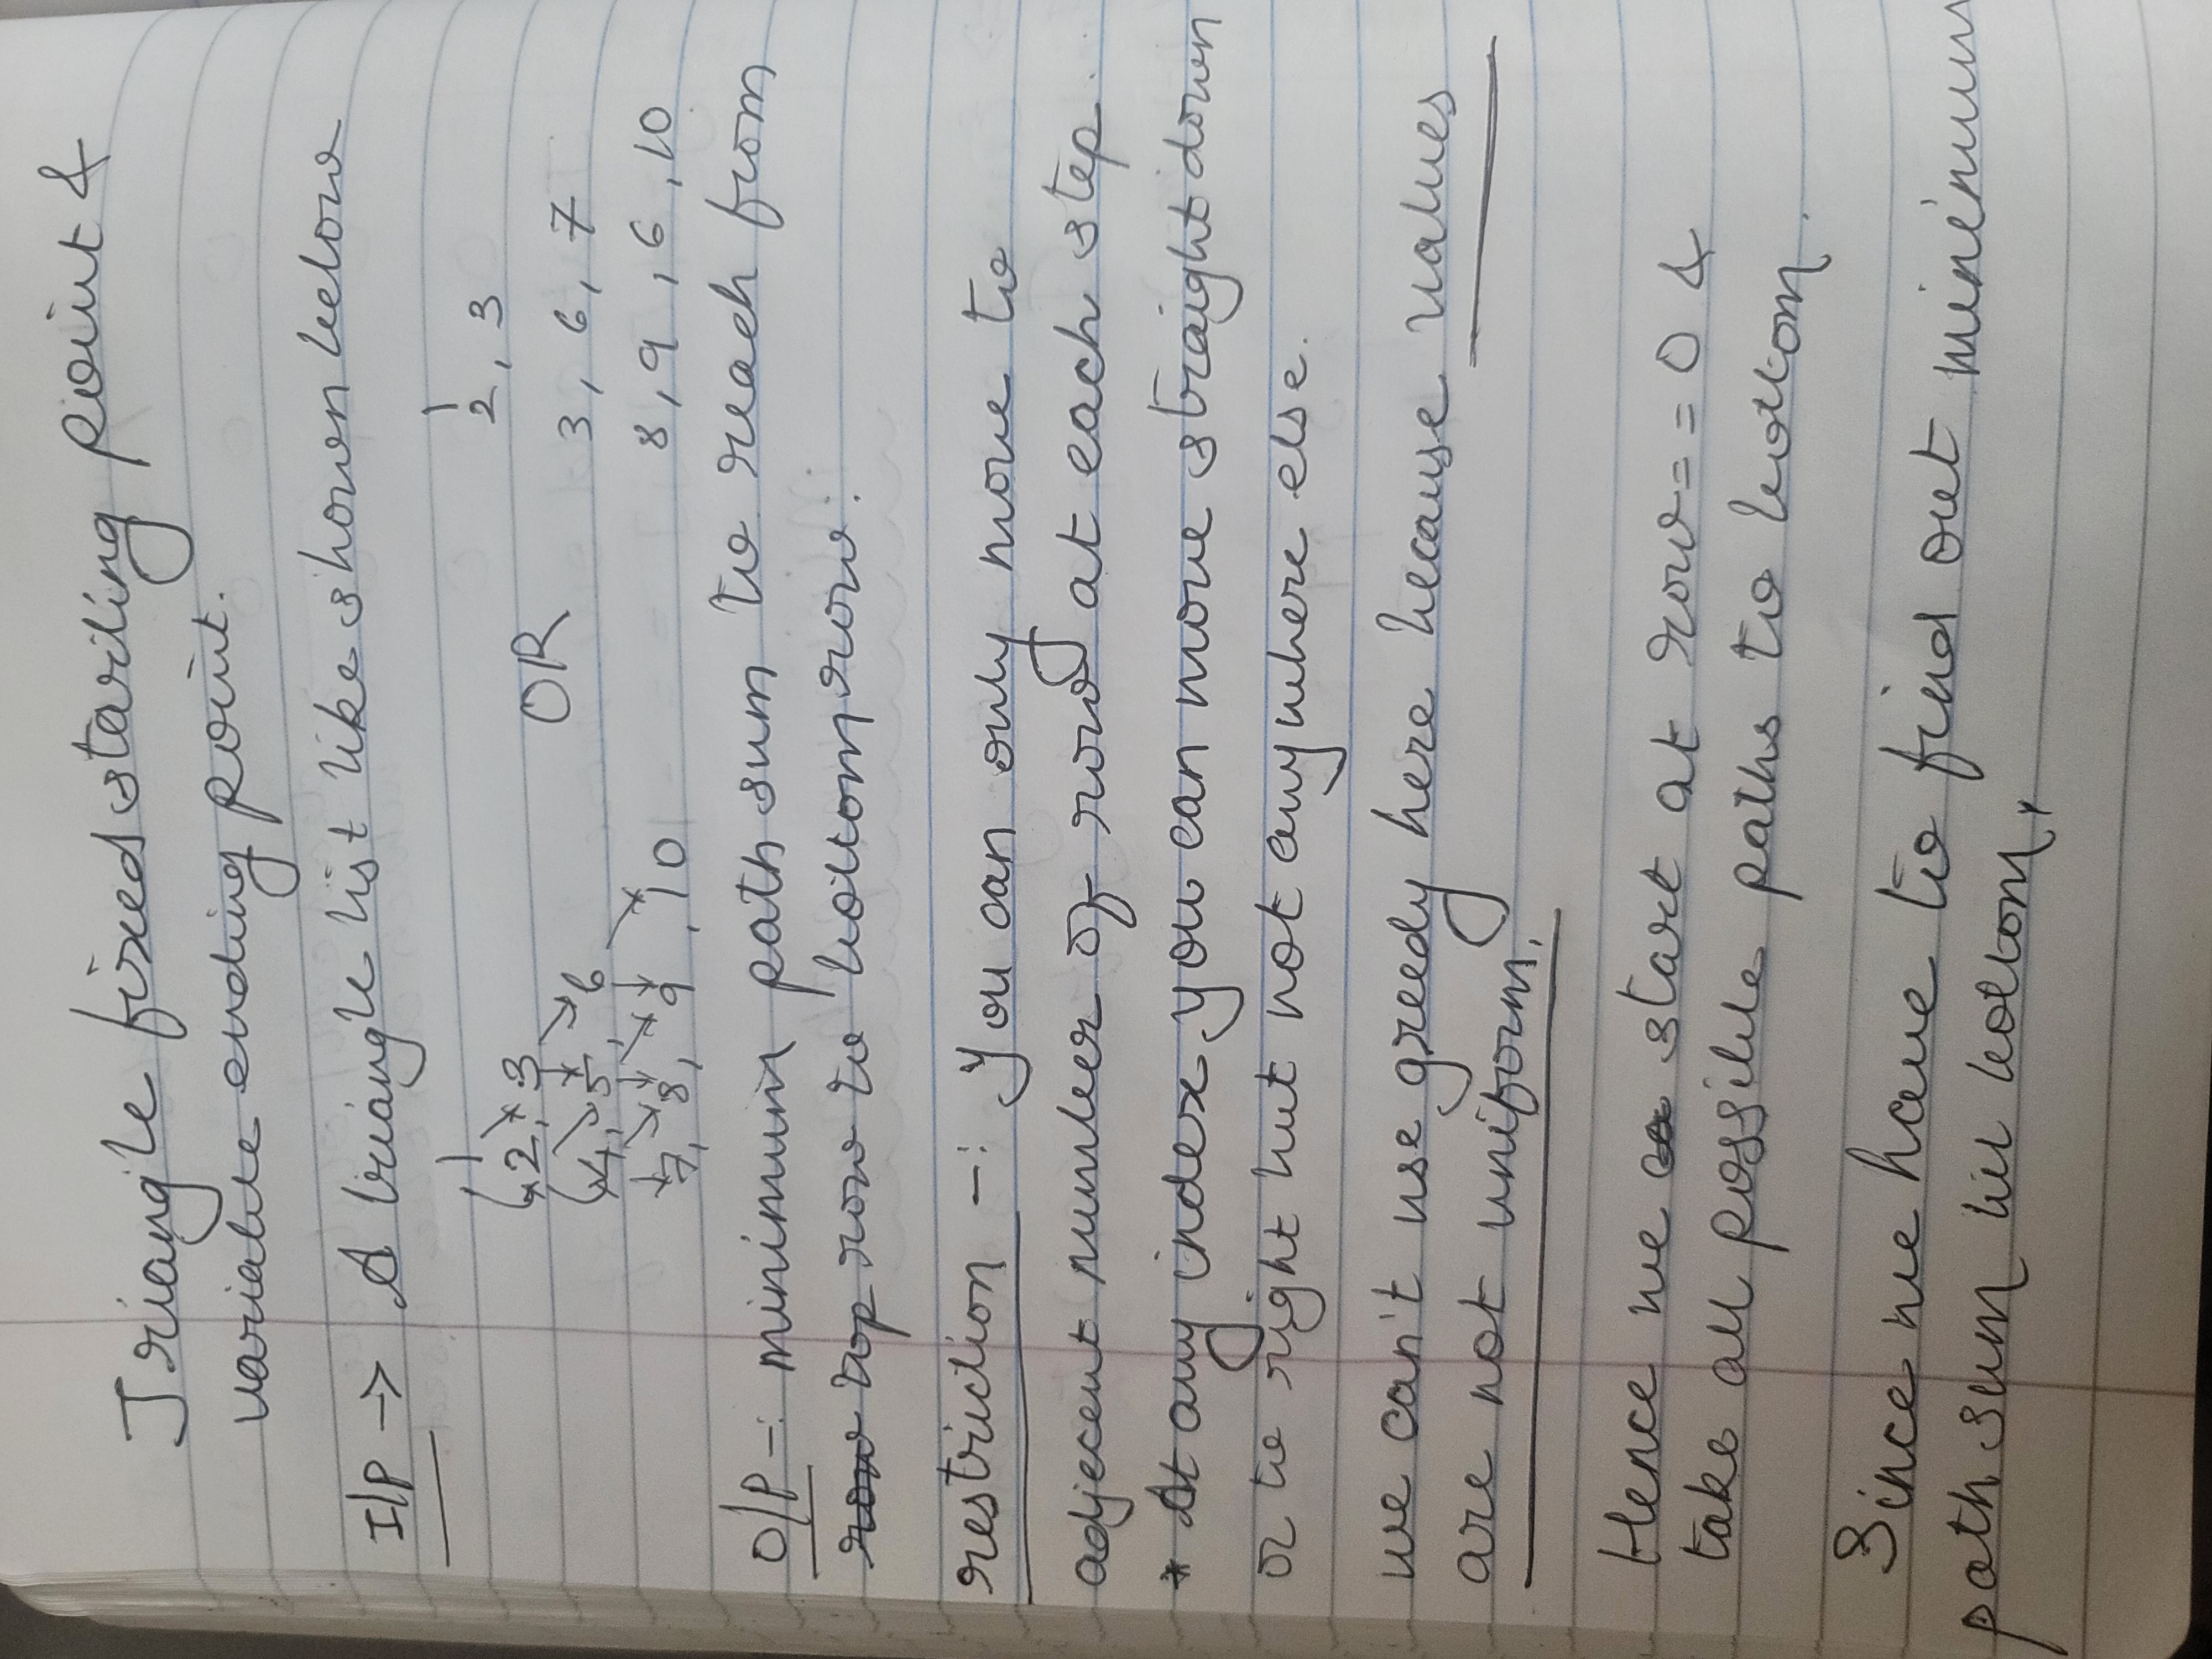 Triangle fixed starting point &
variable ending point.
I/P → A triangle list like shown below
1
2, 3
4, 5, 6
7, 8, 9, 10
OR
1
2, 3
3, 6, 7
8, 9, 6, 10
O/P -: minimum path sum to reach from
row top row to bottom row:
restriction -: You can only move to
adjecent number of row at each step.
* At any index you can move straight down
or to right but not anywhere else.
we can't use greedy here because values
are not uniform.
Hence we start at row==0 &
take all possible paths to bottom.
Since we have to find out minimum
path sum till bottom,